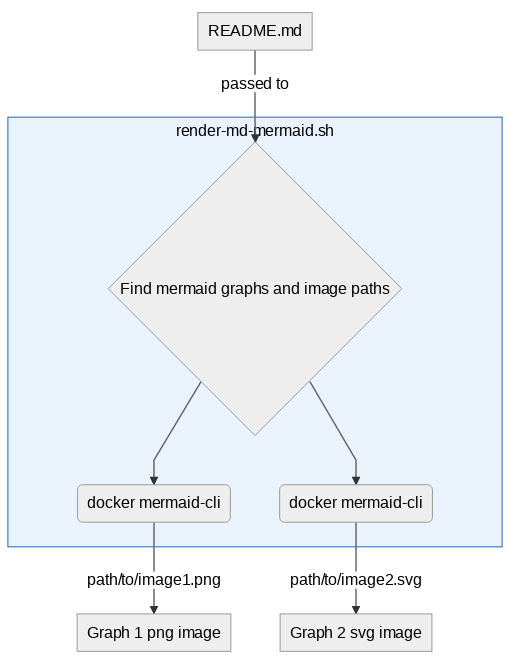 README.md
passed to
render-md-mermaid.sh
Find mermaid graphs and image paths
docker mermaid-cli
docker mermaid-cli
path/to/image1.png
path/to/image2.svg
Graph 1 png image
Graph 2 svg image